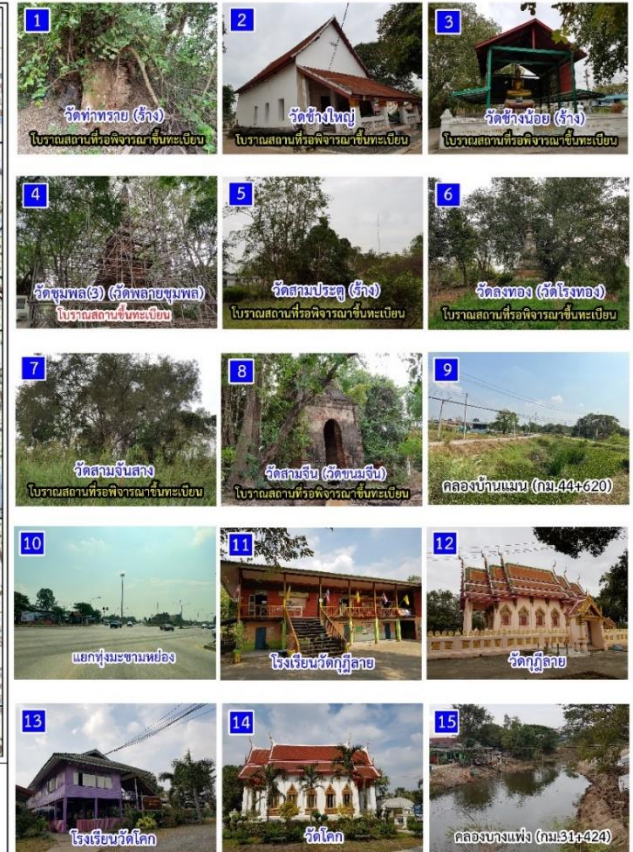 1
วัดท่าทราย (ร้าง)
โบราณสถานที่รอพิจารณาขึ้นทะเบียน
2
วัดช้างใหญ่
โบราณสถานที่รอพิจารณาขึ้นทะเบียน
3
วัดช้างน้อย (ร้าง)
โบราณสถานที่รอพิจารณาขึ้นทะเบียน
4
วัดชุมพล(3) (วัดพลายชุมพล)
โบราณสถานขึ้นทะเบียน
5
วัดสามประตู (ร้าง)
โบราณสถานที่รอพิจารณาขึ้นทะเบียน
6
วัดลงทอง (วัดโรงทอง)
โบราณสถานที่รอพิจารณาขึ้นทะเบียน
7
วัดสามจันสาง
โบราณสถานที่รอพิจารณาขึ้นทะเบียน
8
วัดสามจีน (วัดขนมจีน)
โบราณสถานที่รอพิจารณาขึ้นทะเบียน
9
คลองบ้านแมน (กม.44+620)
10
แยกทุ่งมะขามหย่อง
11
โรงเรียนวัดกุฎีลาย
12
วัดกุฎีลาย
13
โรงเรียนวัดโคก
14
วัดโคก
15
คลองบางแพ่ง (กม.31+424)